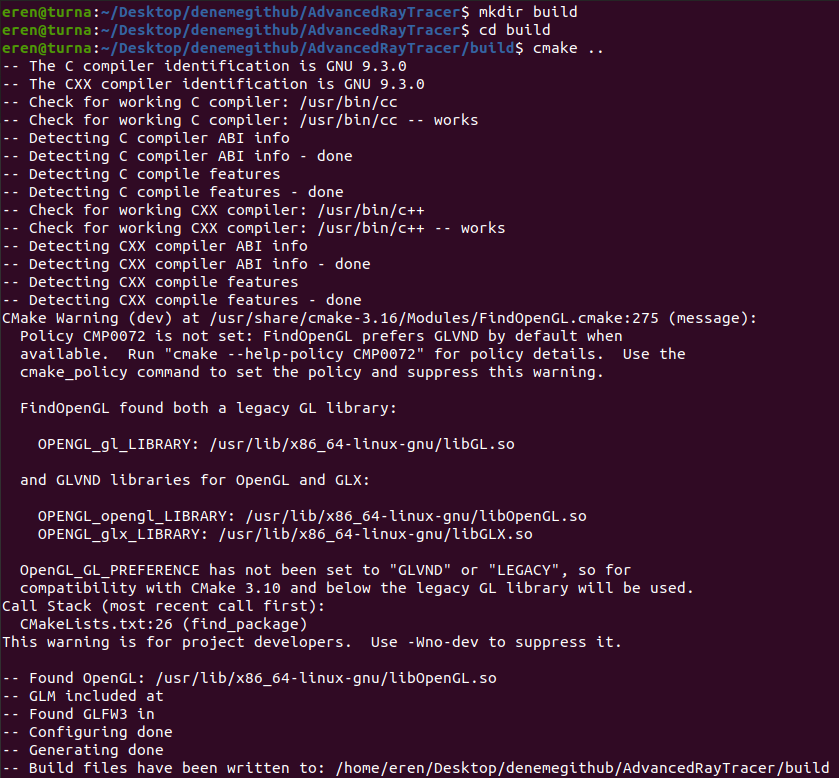 eren@turna:~/Desktop/denemegithub/AdvancedRayTracer$ mkdir build
eren@turna:~/Desktop/denemegithub/AdvancedRayTracer$ cd build
eren@turna:~/Desktop/denemegithub/AdvancedRayTracer/build$ cmake ..
-- The C compiler identification is GNU 9.3.0
-- The CXX compiler identification is GNU 9.3.0
-- Check for working C compiler: /usr/bin/cc
-- Check for working C compiler: /usr/bin/cc -- works
-- Detecting C compiler ABI info
-- Detecting C compiler ABI info - done
-- Detecting C compile features
-- Detecting C compile features - done
-- Check for working CXX compiler: /usr/bin/c++
-- Check for working CXX compiler: /usr/bin/c++ -- works
-- Detecting CXX compiler ABI info
-- Detecting CXX compiler ABI info - done
-- Detecting CXX compile features
-- Detecting CXX compile features - done
CMake Warning (dev) at /usr/share/cmake-3.16/Modules/FindOpenGL.cmake:275 (message):
  Policy CMP0072 is not set: FindOpenGL prefers GLVND by default when
  available.  Run "cmake --help-policy CMP0072" for policy details.  Use the
  cmake_policy command to set the policy and suppress this warning.

  FindOpenGL found both a legacy GL library:

    OPENGL_gl_LIBRARY: /usr/lib/x86_64-linux-gnu/libGL.so

  and GLVND libraries for OpenGL and GLX:

    OPENGL_opengl_LIBRARY: /usr/lib/x86_64-linux-gnu/libOpenGL.so
    OPENGL_glx_LIBRARY: /usr/lib/x86_64-linux-gnu/libGLX.so

  OpenGL_GL_PREFERENCE has not been set to "GLVND" or "LEGACY", so for
  compatibility with CMake 3.10 and below the legacy GL library will be used.
Call Stack (most recent call first):
  CMakeLists.txt:26 (find_package)
This warning is for project developers.  Use -Wno-dev to suppress it.

-- Found OpenGL: /usr/lib/x86_64-linux-gnu/libOpenGL.so
-- GLM included at
-- Found GLFW3 in
-- Configuring done
-- Generating done
-- Build files have been written to: /home/eren/Desktop/denemegithub/AdvancedRayTracer/build